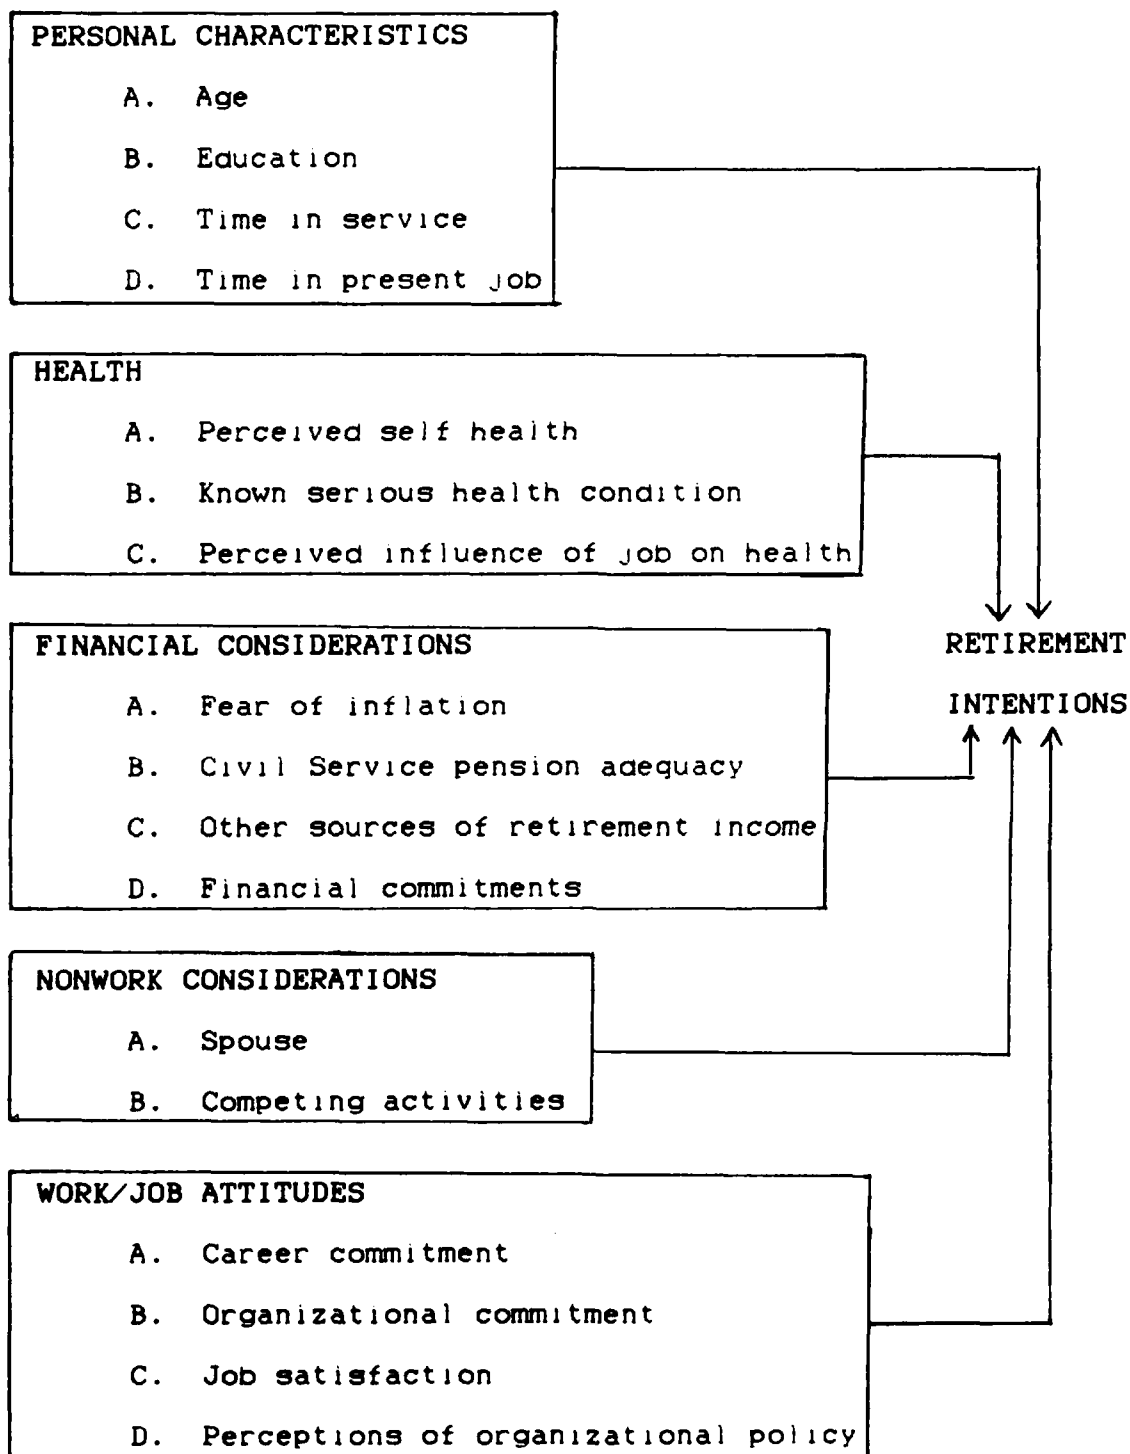 PERSONAL CHARACTERISTICS
A. Age
B. Education
C. Time in service
D. Time in present job
HEALTH
A. Perceived self health
B. Known serious health condition
C. Perceived influence of job on health
FINANCIAL CONSIDERATIONS
A. Fear of inflation
B. Civil Service pension adequacy
C. Other sources of retirement income
D. Financial commitments
RETIREMENT
INTENTIONS
NONWORK CONSIDERATIONS
A. Spouse
B. Competing activities
WORK/JOB ATTITUDES
A. Career commitment
B. Organizational commitment
C. Job satisfaction
D. Perceptions of organizational policy